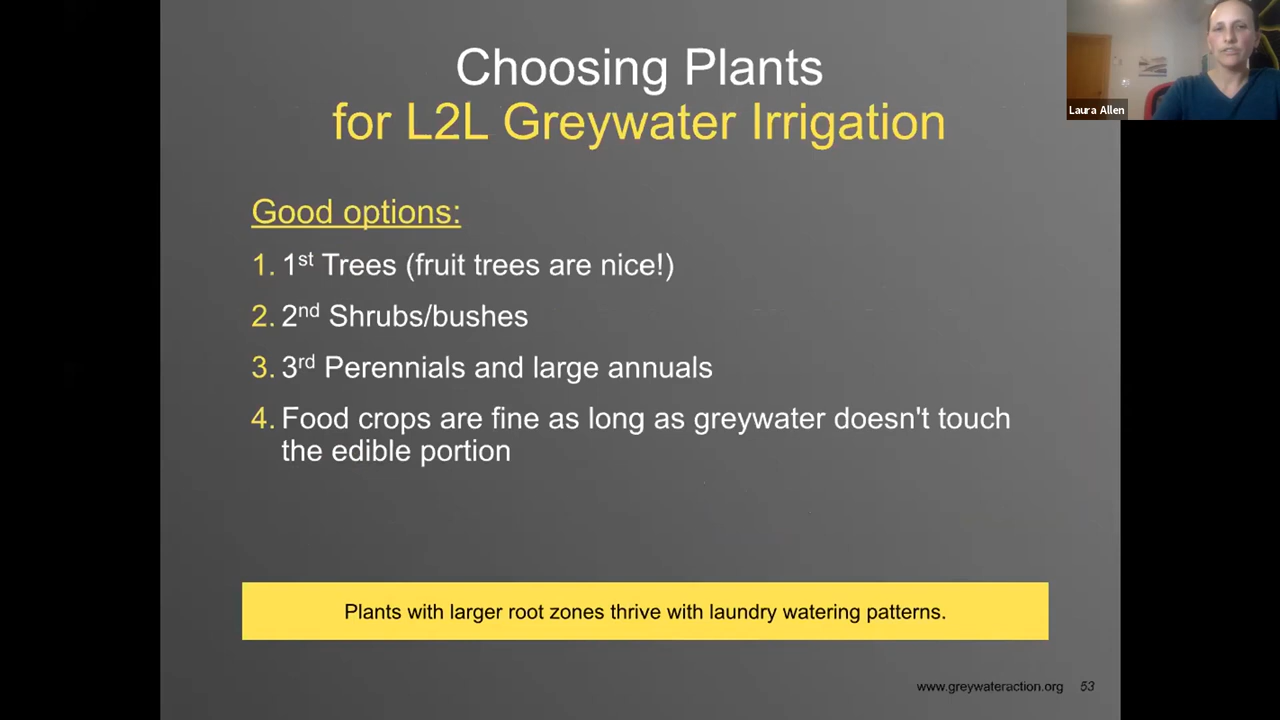 Choosing Plants
for L2L Greywater Irrigation
Laura Allen
Good options:
1. 1st Trees (fruit trees are nice!)
2. 2nd Shrubs/bushes
3. 3rd Perennials and large annuals
4. Food crops are fine as long as greywater doesn't touch
the edible portion
Plants with larger root zones thrive with laundry watering patterns.
www.greywateraction.org 53